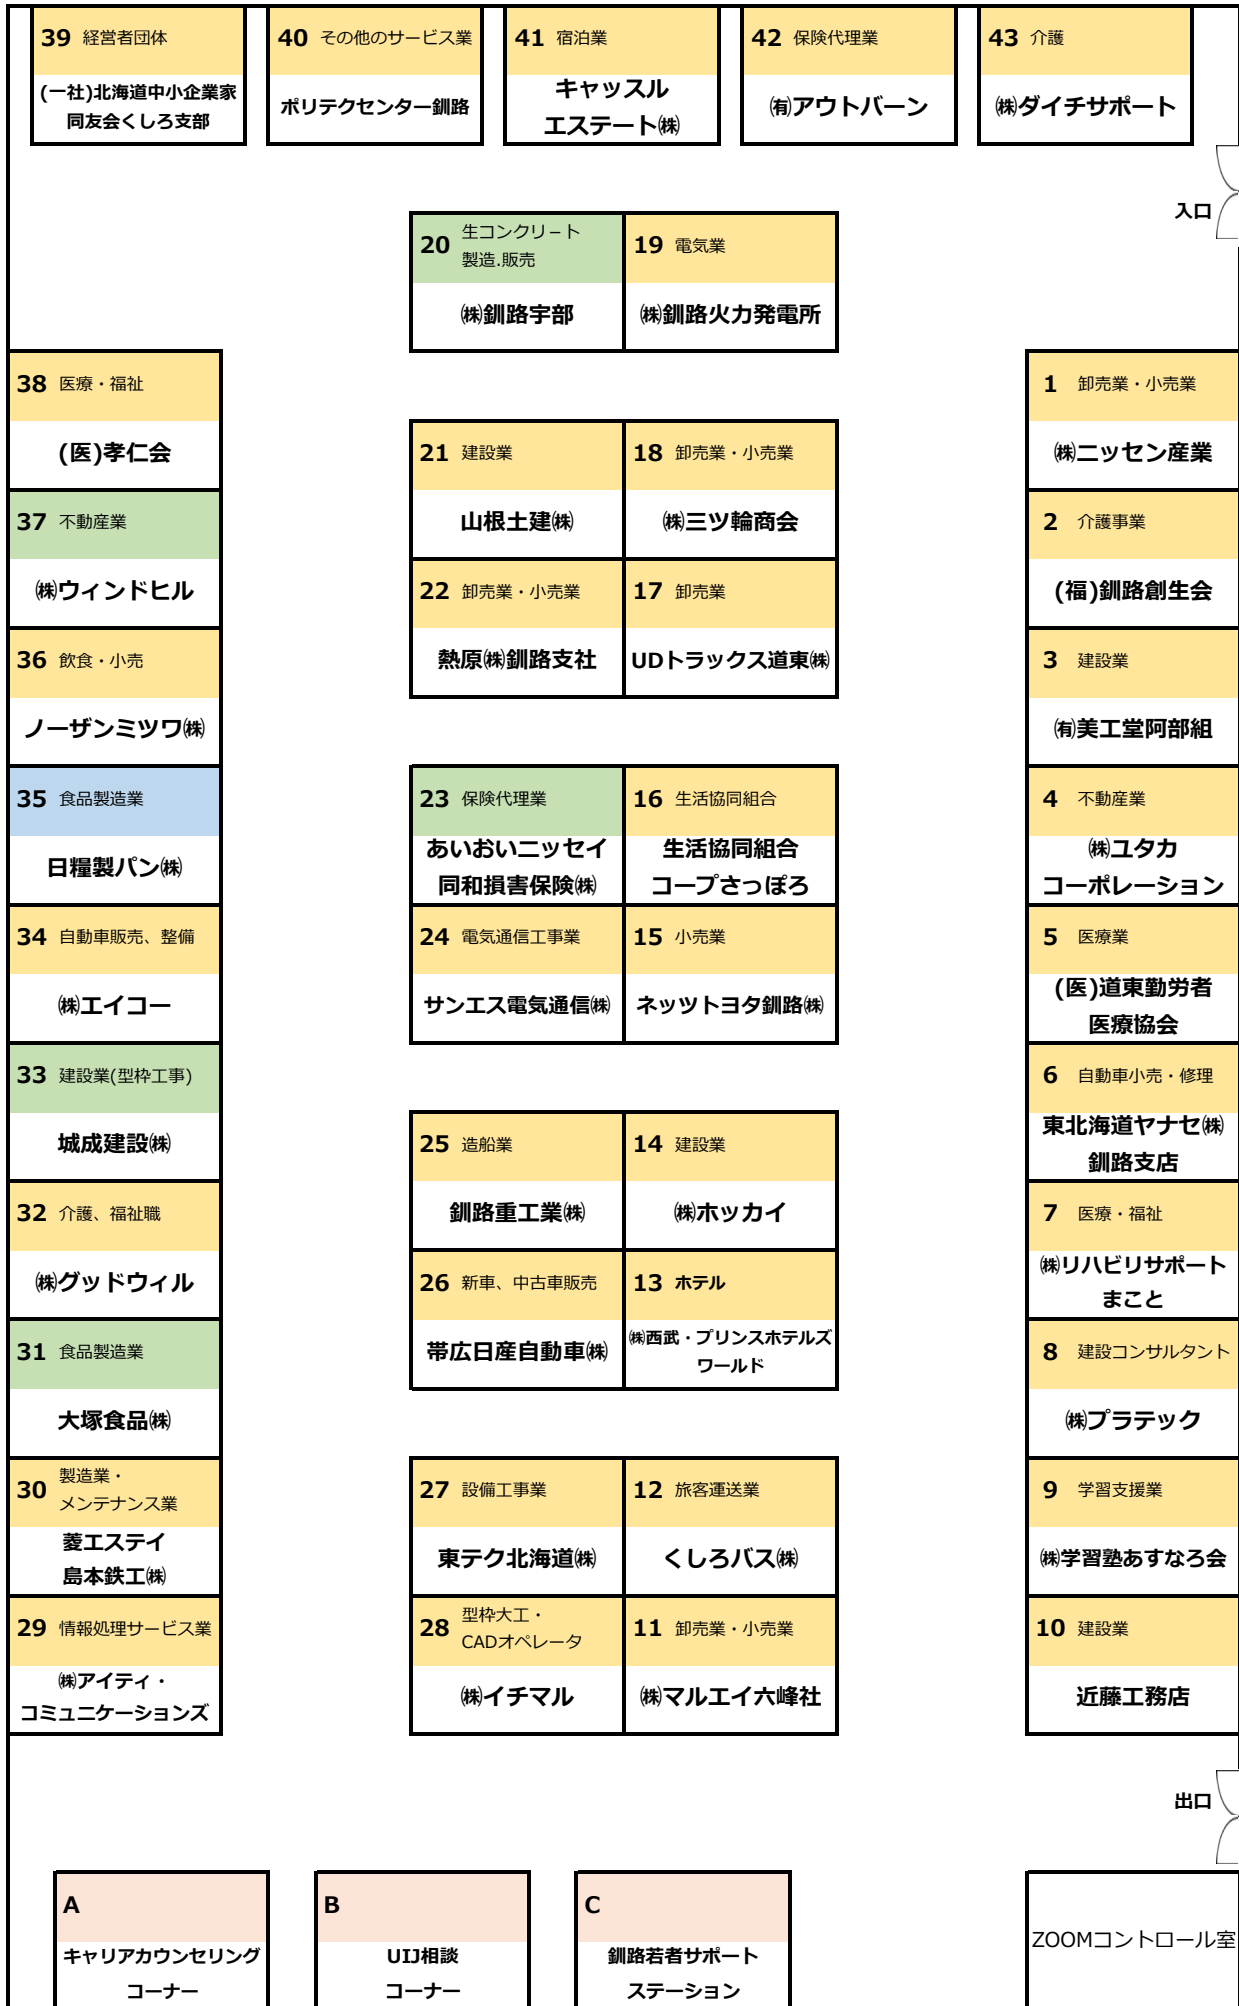 39 経営者団体
(一社)北海道中小企業家
同友会くしろ支部
40 その他のサービス業
ポリテクセンター釧路
41 宿泊業
キャッスル
エステート㈱
42 保険代理業
㈲アウトバーン
43 介護
㈱ダイチサポート
入口
20 生コンクリ－ト
製造.販売
㈱釧路宇部
19 電気業
㈱釧路火力発電所
38 医療・福祉
(医)孝仁会
37 不動産業
㈱ウィンドヒル
36 飲食・小売
ノーザンミツワ㈱
35 食品製造業
日糧製パン㈱
34 自動車販売、整備
㈱エイコー
33 建設業(型枠工事)
城成建設㈱
32 介護、福祉職
㈱グッドウィル
31 食品製造業
大塚食品㈱
30 製造業・
メンテナンス業
菱エステイ
島本鉄工㈱
29 情報処理サービス業
㈱アイティ・
コミュニケーションズ
21 建設業
山根土建㈱
18 卸売業・小売業
㈱三ツ輪商会
22 卸売業・小売業
熱原㈱釧路支社
17 卸売業
UDトラックス道東㈱
23 保険代理業
あいおいニッセイ
同和損害保険㈱
16 生活協同組合
生活協同組合
コープさっぽろ
24 電気通信工事業
サンエス電気通信㈱
15 小売業
ネッツトヨタ釧路㈱
25 造船業
釧路重工業㈱
14 建設業
㈱ホッカイ
26 新車、中古車販売
帯広日産自動車㈱
13 ホテル
㈱西武・プリンスホテルズ
ワールド
27 設備工事業
東テク北海道㈱
12 旅客運送業
くしろバス㈱
28 型枠大工・
CADオペレータ
㈱イチマル
11 卸売業・小売業
㈱マルエイ六峰社
1 卸売業・小売業
㈱ニッセン産業
2 介護事業
(福)釧路創生会
3 建設業
㈲美工堂阿部組
4 不動産業
㈱ユタカ
コーポレーション
5 医療業
(医)道東勤労者
医療協会
6 自動車小売・修理
東北海道ヤナセ㈱
釧路支店
7 医療・福祉
㈱リハビリサポート
まこと
8 建設コンサルタント
㈱プラテック
9 学習支援業
㈱学習塾あすなろ会
10 建設業
近藤工務店
出口
A
キャリアカウンセリング
コーナー
B
UIJ相談
コーナー
C
釧路若者サポート
ステーション
ZOOMコントロール室